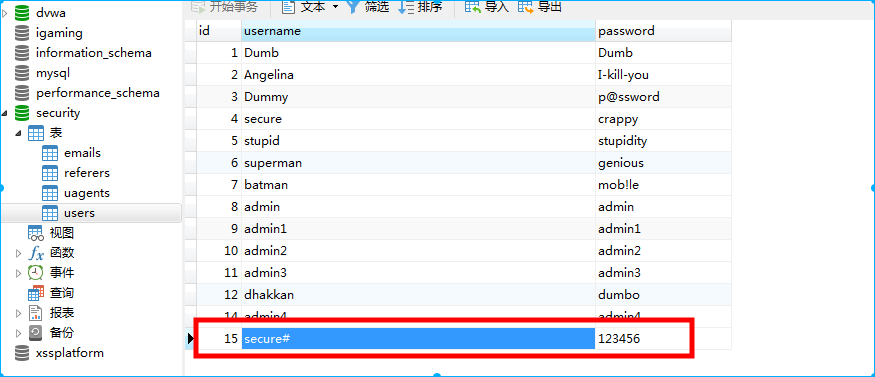 dvwa
igaming
information_schema
mysql
performance_schema
security
表
emails
referers
uagents
users
视图
函数
事件
查询
报表
备份
xssplatform
开始事务 文本 筛选 排序 导入 导出
id username password
1 Dumb Dumb
2 Angelina I-kill-you
3 Dummy p@ssword
4 secure crappy
5 stupid stupidity
6 superman genious
7 batman mob!le
8 admin admin
9 admin1 admin1
10 admin2 admin2
11 admin3 admin3
12 dhakkan dumbo
14 admin4 admin4
15 secure# 123456